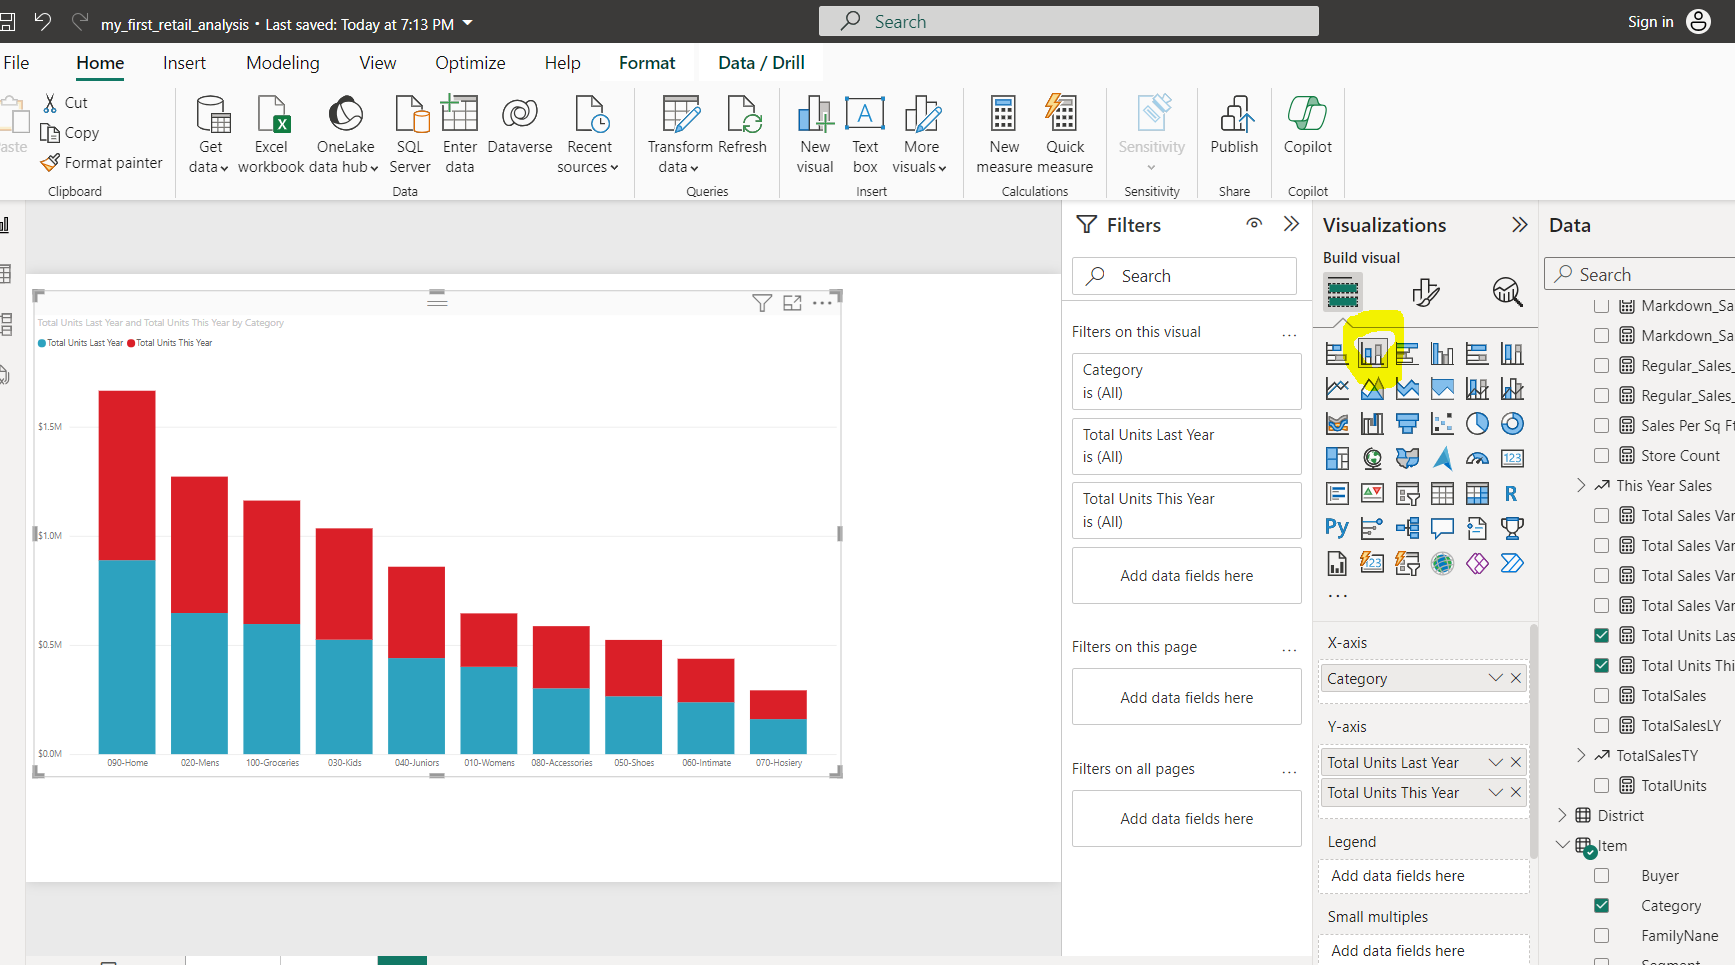 my_first_retail_analysis • Last saved: Today at 7:13 PM
Search
Sign in
File Home Insert Modeling View Optimize Help Format Data / Drill
Cut
Copy
Format painter
Clipboard
Get data
Excel workbook
OneLake data hub
SQL Server
Enter data
Dataverse
Recent sources
Data
Transform data
Refresh
Queries
New visual
Text box
More visuals
Insert
New measure
Quick measure
Calculations
Sensitivity
Sensitivity
Publish
Share
Copilot
Copilot
Total Units Last Year and Total Units This Year by Category
Total Units Last Year Total Units This Year
$1.5M
$1.0M
$0.5M
$0.0M
090-Home 020-Mens 100-Groceries 030-Kids 040-Juniors 010-Womens 080-Accessories 050-Shoes 060-Intimate 070-Hosiery
Filters
Search
Filters on this visual ...
Category
is (All)
Total Units Last Year
is (All)
Total Units This Year
is (All)
Add data fields here
Filters on this page ...
Add data fields here
Filters on all pages ...
Add data fields here
Visualizations
Build visual
123
R
Py
123
...
X-axis
Category
Y-axis
Total Units Last Year
Total Units This Year
Legend
Add data fields here
Small multiples
Add data fields here
Data
Search
Markdown_Sa
Markdown_Sa
Regular_Sales_
Regular_Sales_
Sales Per Sq Ft
Store Count
This Year Sales
Total Sales Var
Total Sales Var
Total Sales Var
Total Sales Var
Total Units Las
Total Units Thi
TotalSales
TotalSalesLY
TotalSalesTY
TotalUnits
District
Item
Buyer
Category
FamilyNane